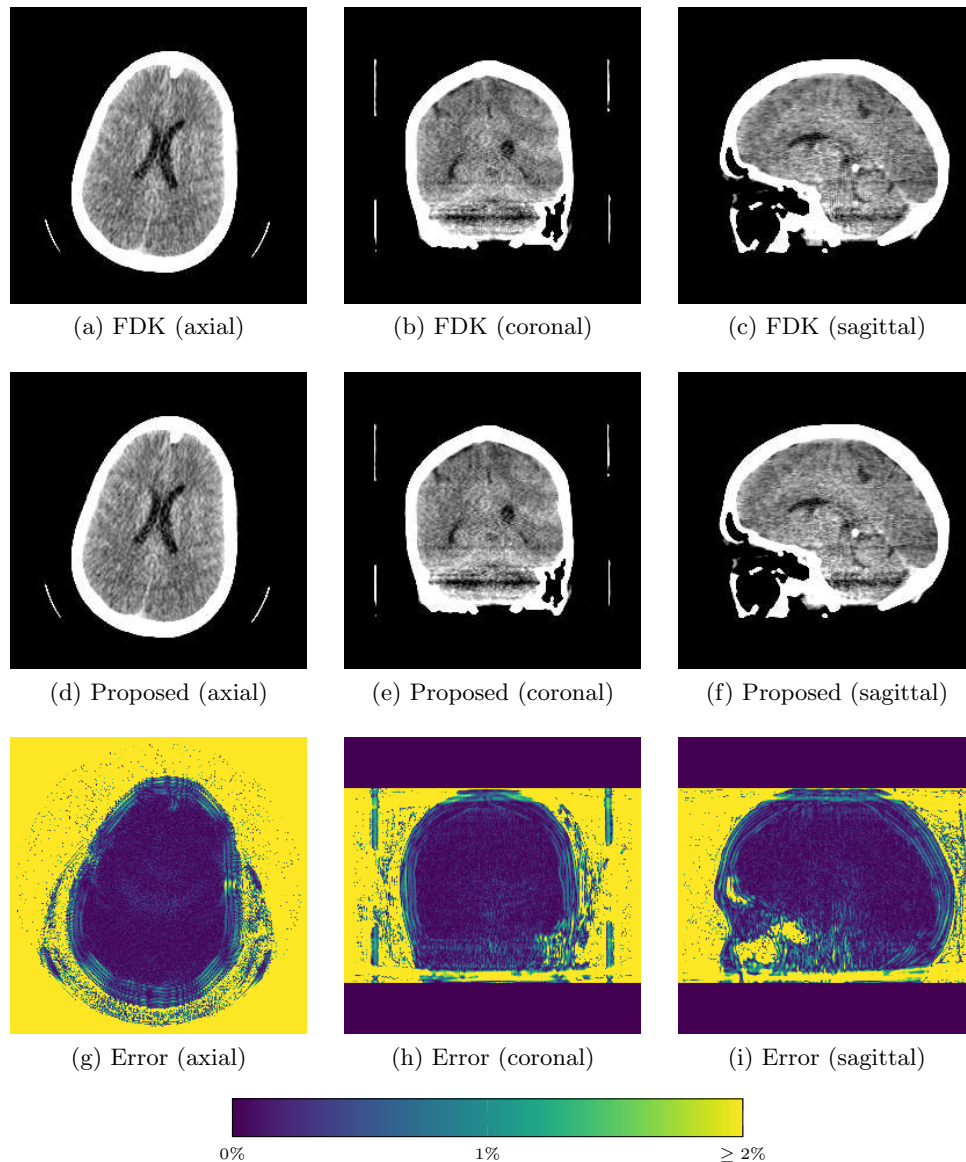 (a) FDK (axial)
(b) FDK (coronal)
(c) FDK (sagittal)
(d) Proposed (axial)
(e) Proposed (coronal)
(f) Proposed (sagittal)
(g) Error (axial)
(h) Error (coronal)
(i) Error (sagittal)
0%
1%
≥ 2%